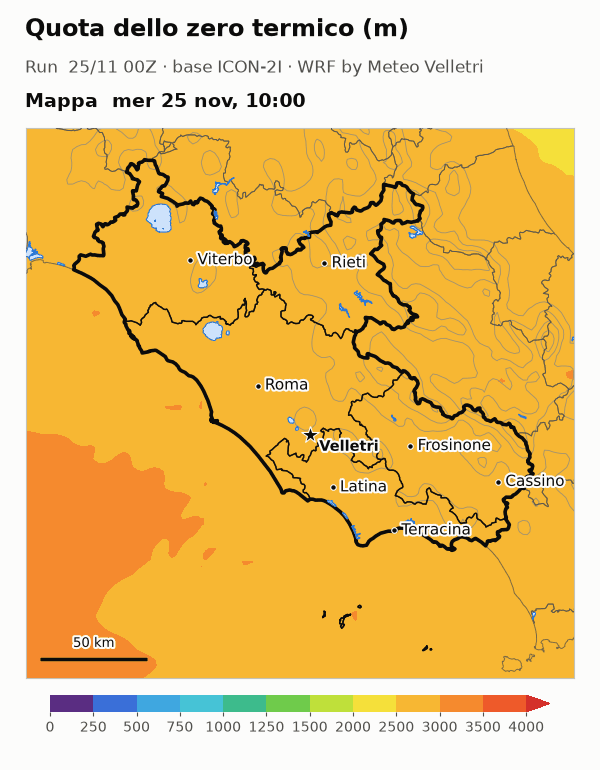 Quota dello zero termico (m)
Run 25/11 00Z · base ICON-2I · WRF by Meteo Velletri
Mappa mer 25 nov, 10:00
Viterbo
Rieti
Roma
Velletri
Frosinone
Latina
Cassino
Terracina
50 km
0 250 500 750 1000 1250 1500 2000 2500 3000 3500 4000